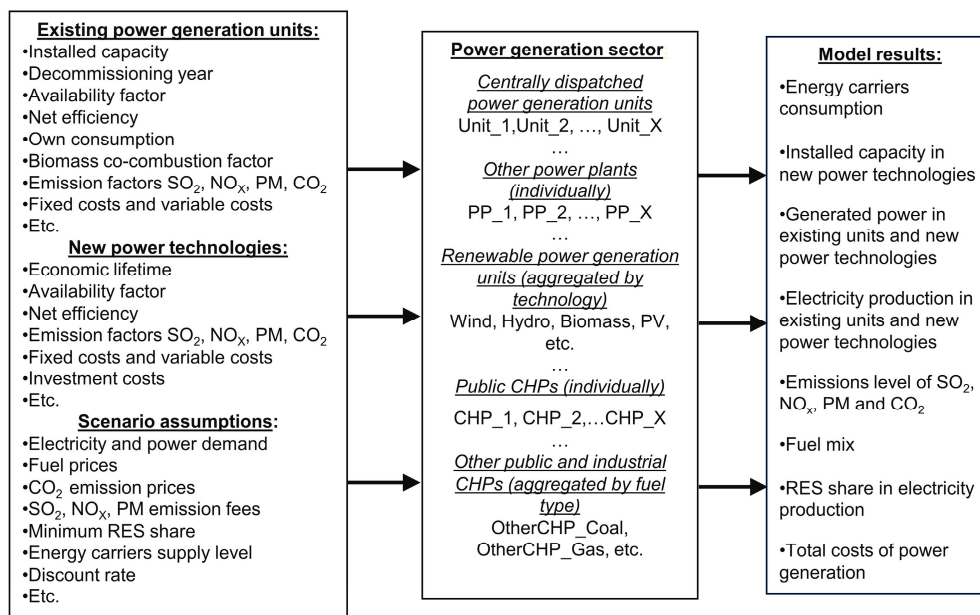 Existing power generation units:
•Installed capacity
•Decommissioning year
•Availability factor
•Net efficiency
•Own consumption
•Biomass co-combustion factor
•Emission factors SO₂, NOₓ, PM, CO₂
•Fixed costs and variable costs
•Etc.
New power technologies:
•Economic lifetime
•Availability factor
•Net efficiency
•Emission factors SO₂, NOₓ, PM, CO₂
•Fixed costs and variable costs
•Investment costs
•Etc.
Scenario assumptions:
•Electricity and power demand
•Fuel prices
•CO₂ emission prices
•SO₂, NOₓ, PM emission fees
•Minimum RES share
•Energy carriers supply level
•Discount rate
•Etc.
Power generation sector
Centrally dispatched
power generation units
Unit_1,Unit_2, …, Unit_X
…
Other power plants
(individually)
PP_1, PP_2, …, PP_X
…
Renewable power generation
units (aggregated by
technology)
Wind, Hydro, Biomass, PV,
etc.
…
Public CHPs (individually)
CHP_1, CHP_2,…CHP_X
…
Other public and industrial
CHPs (aggregated by fuel
type)
OtherCHP_Coal,
OtherCHP_Gas, etc.
Model results:
•Energy carriers
consumption
•Installed capacity in
new power technologies
•Generated power in
existing units and new
power technologies
•Electricity production in
existing units and new
power technologies
•Emissions level of SO₂,
NOₓ, PM and CO₂
•Fuel mix
•RES share in electricity
production
•Total costs of power
generation